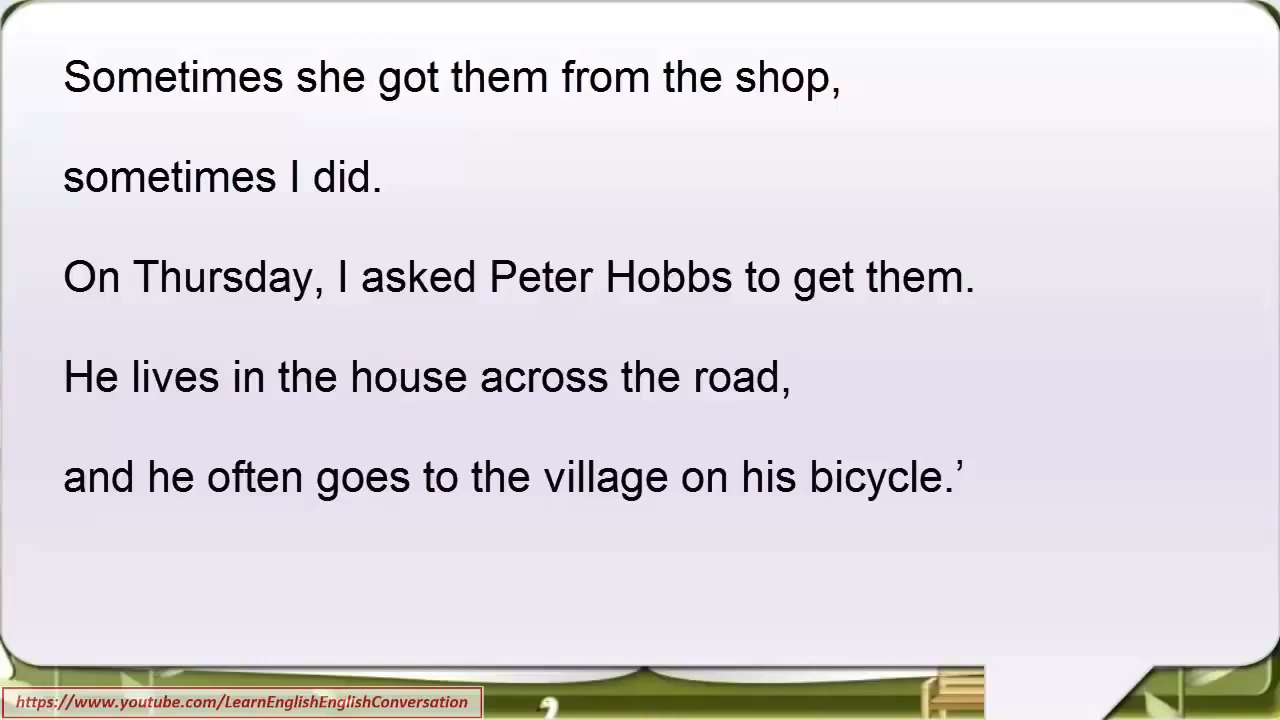 Sometimes she got them from the shop,
sometimes I did.
On Thursday, I asked Peter Hobbs to get them.
He lives in the house across the road,
and he often goes to the village on his bicycle.’
https://www.youtube.com/LearnEnglishEnglishConversation